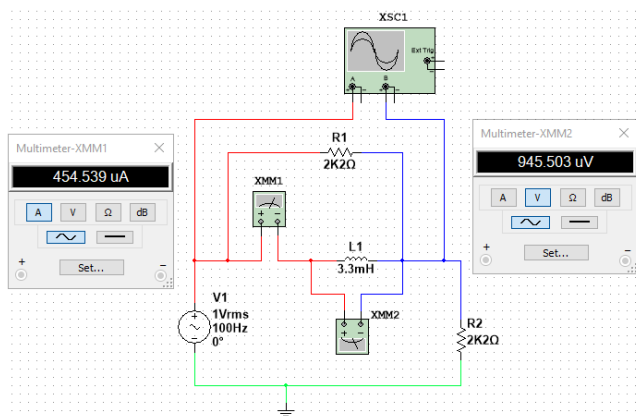 XSC1
Ext Trig
+
-
A
B
+ -
+ -
Multimeter-XMM1
454.539 uA
A V Ω dB
Set...
+
-
R1
2K2Ω
XMM1
+ -
L1
3.3mH
XMM2
+ -
V1
1Vrms
100Hz
0°
+
-
R2
2K2Ω
Multimeter-XMM2
945.503 uV
A V Ω dB
Set...
+
-